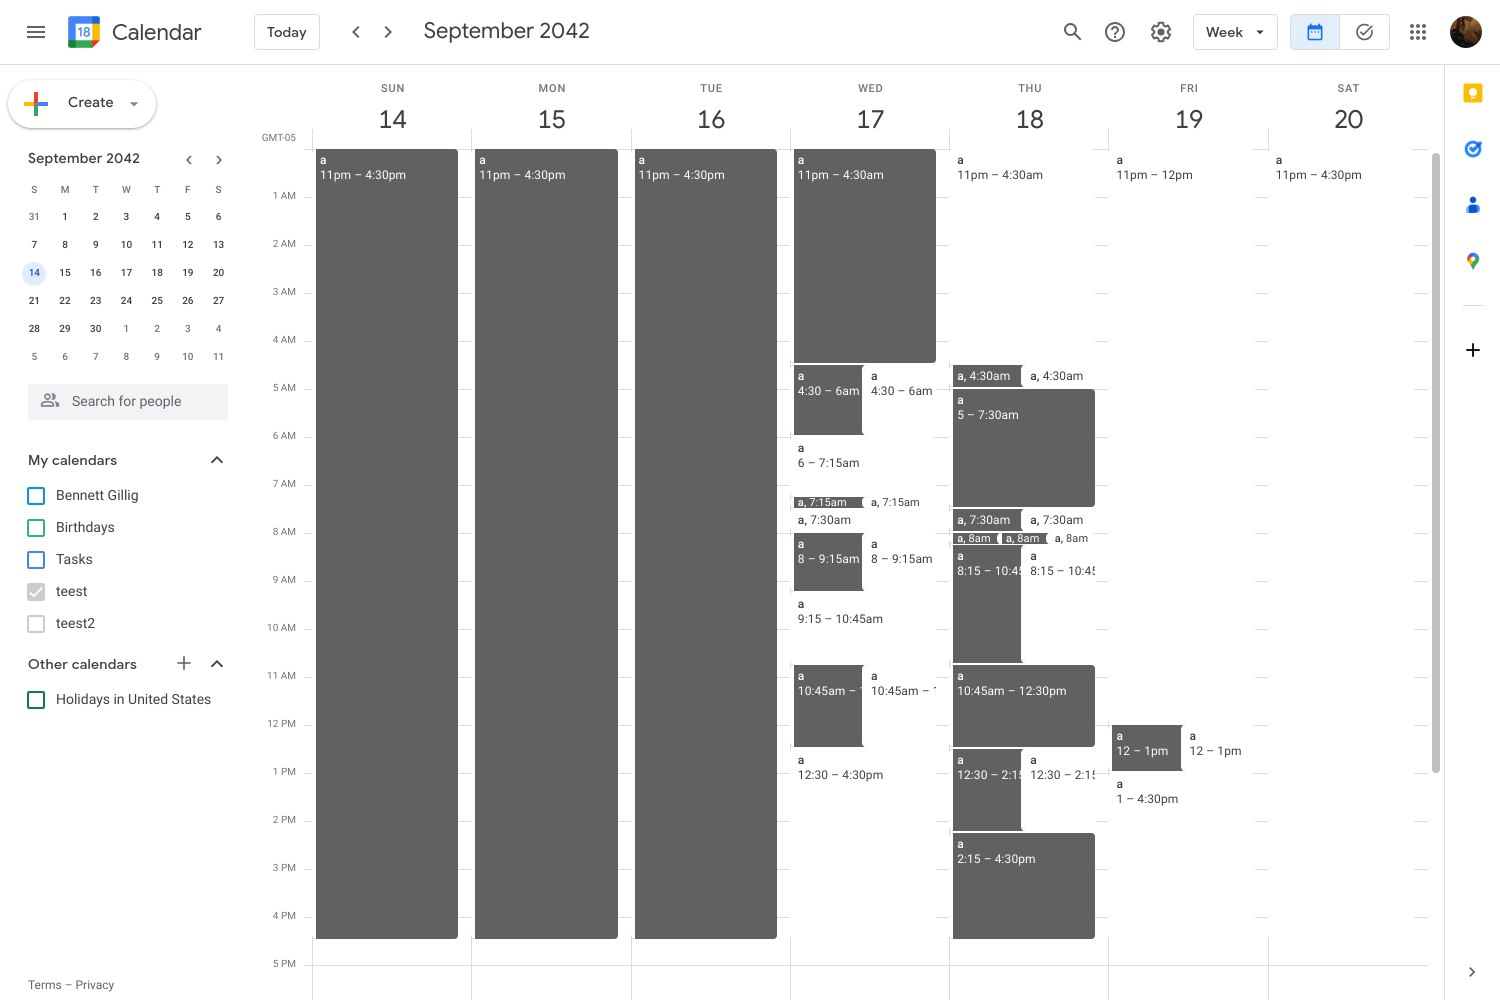 18 Calendar
Today
September 2042
Week
Create
September 2042
S M T W T F S
31 1 2 3 4 5 6
7 8 9 10 11 12 13
14 15 16 17 18 19 20
21 22 23 24 25 26 27
28 29 30 1 2 3 4
5 6 7 8 9 10 11
Search for people
My calendars
Bennett Gillig
Birthdays
Tasks
teest
teest2
Other calendars
Holidays in United States
Terms – Privacy
GMT-05
SUN MON TUE WED THU FRI SAT
14 15 16 17 18 19 20
1 AM
2 AM
3 AM
4 AM
5 AM
6 AM
7 AM
8 AM
9 AM
10 AM
11 AM
12 PM
1 PM
2 PM
3 PM
4 PM
5 PM
a
11pm – 4:30pm
a
11pm – 4:30pm
a
11pm – 4:30pm
a
11pm – 4:30am
a
4:30 – 6am
a
4:30 – 6am
a
6 – 7:15am
a, 7:15am
a, 7:15am
a, 7:30am
a
8 – 9:15am
a
8 – 9:15am
a
9:15 – 10:45am
a
10:45am –
a
10:45am –
a
12:30 – 4:30pm
a
11pm – 4:30am
a, 4:30am
a, 4:30am
a
5 – 7:30am
a, 7:30am
a, 7:30am
a, 8am
a, 8am
a, 8am
a
8:15 – 10:45
a
8:15 – 10:45
a
10:45am – 12:30pm
a
12:30 – 2:15
a
12:30 – 2:15
a
2:15 – 4:30pm
a
11pm – 12pm
a
12 – 1pm
a
12 – 1pm
a
1 – 4:30pm
a
11pm – 4:30pm